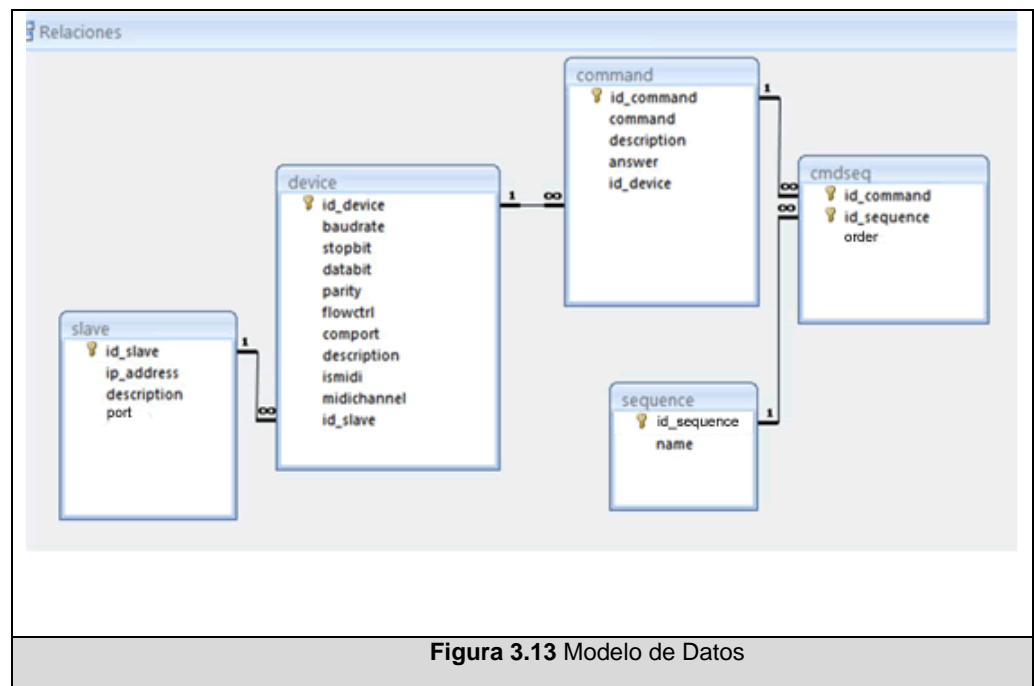 Relaciones
slave
id_slave
ip_address
description
port
1
∞
device
id_device
baudrate
stopbit
databit
parity
flowctrl
comport
description
ismidi
midichannel
id_slave
1
∞
command
id_command
command
description
answer
id_device
1
∞
∞
1
cmdseq
id_command
id_sequence
order
sequence
id_sequence
name
Figura 3.13 Modelo de Datos